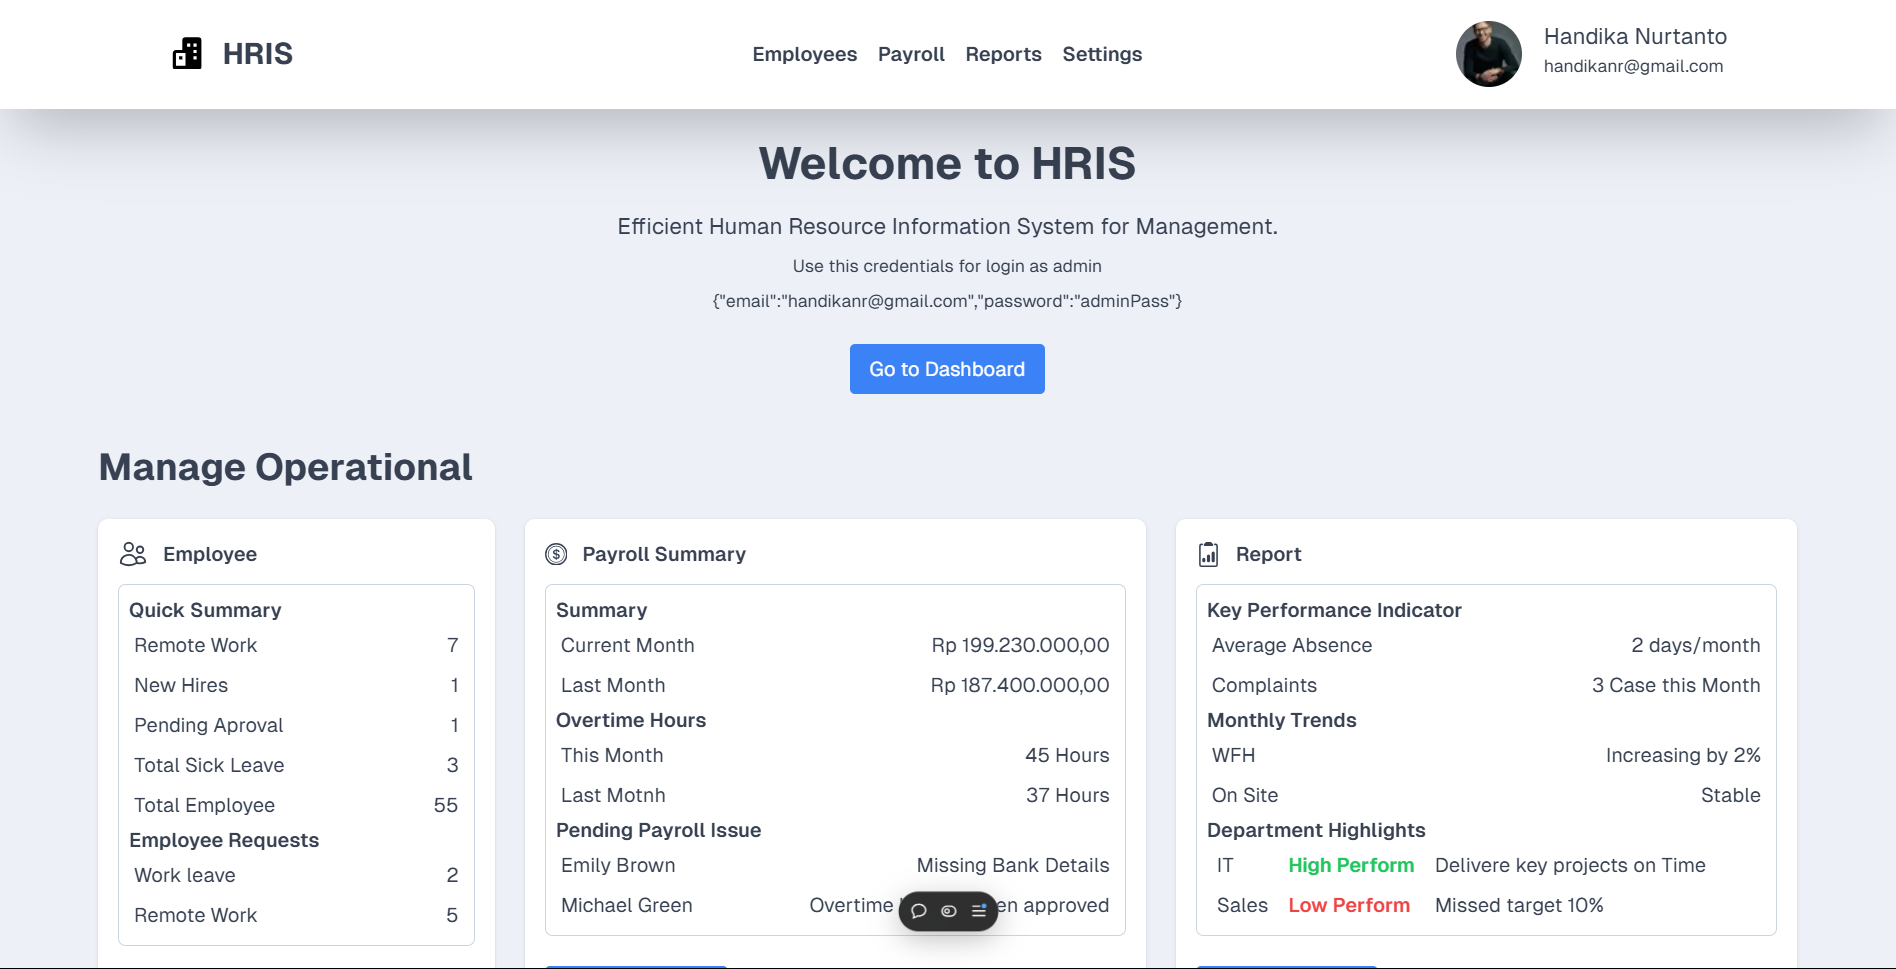 HRIS
Employees Payroll Reports Settings
Handika Nurtanto
handikanr@gmail.com
Welcome to HRIS
Efficient Human Resource Information System for Management.
Use this credentials for login as admin
{"email":"handikanr@gmail.com","password":"adminPass"}
Go to Dashboard
Manage Operational
Employee
Quick Summary
Remote Work 7
New Hires 1
Pending Aproval 1
Total Sick Leave 3
Total Employee 55
Employee Requests
Work leave 2
Remote Work 5
Payroll Summary
Summary
Current Month Rp 199.230.000,00
Last Month Rp 187.400.000,00
Overtime Hours
This Month 45 Hours
Last Motnh 37 Hours
Pending Payroll Issue
Emily Brown Missing Bank Details
Michael Green Overtime approved
Report
Key Performance Indicator
Average Absence 2 days/month
Complaints 3 Case this Month
Monthly Trends
WFH Increasing by 2%
On Site Stable
Department Highlights
IT High Perform Delivere key projects on Time
Sales Low Perform Missed target 10%